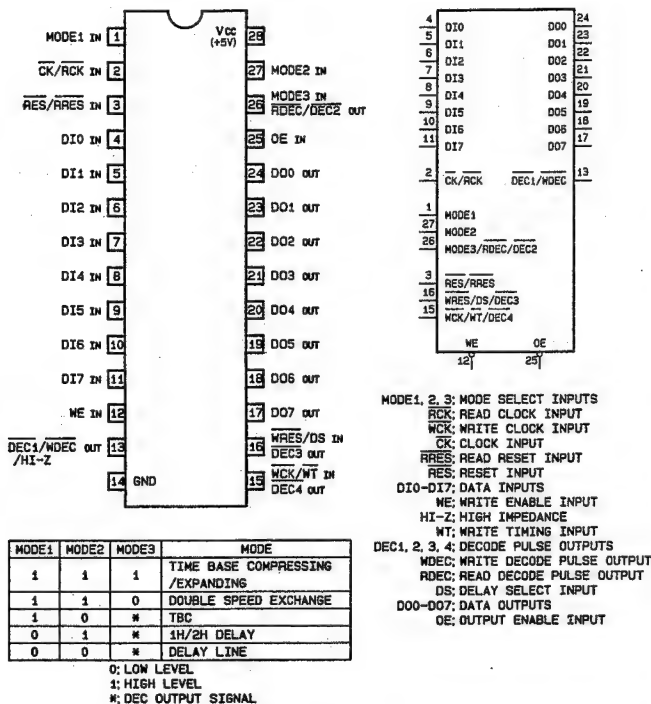 MODE1 IN 1
Vcc
(+5V)
28
CK/RCK IN 2
27 MODE2 IN
RES/RRES IN 3
26 MODE3 IN
RDEC/DEC2 OUT
DI0 IN 4
25 OE IN
DI1 IN 5
24 DO0 OUT
DI2 IN 6
23 DO1 OUT
DI3 IN 7
22 DO2 OUT
DI4 IN 8
21 DO3 OUT
DI5 IN 9
20 DO4 OUT
DI6 IN 10
19 DO5 OUT
DI7 IN 11
18 DO6 OUT
WE IN 12
17 DO7 OUT
DEC1/WDEC OUT 13
/HI-Z
16 WRES/DS IN
DEC3 OUT
14 GND
15 WCK/WT IN
DEC4 OUT
4 DI0 DO0 24
5 DI1 DO1 23
6 DI2 DO2 22
7 DI3 DO3 21
8 DI4 DO4 20
9 DI5 DO5 19
10 DI6 DO6 18
11 DI7 DO7 17
2 CK/RCK DEC1/WDEC 13
1 MODE1
27 MODE2
26 MODE3/RDEC/DEC2
3 RES/RRES
16 WRES/DS/DEC3
15 WCK/WT/DEC4
WE OE
12 25
MODE1, 2, 3; MODE SELECT INPUTS
RCK; READ CLOCK INPUT
WCK; WRITE CLOCK INPUT
CK; CLOCK INPUT
RRES; READ RESET INPUT
RES; RESET INPUT
DI0-DI7; DATA INPUTS
WE; WRITE ENABLE INPUT
HI-Z; HIGH IMPEDANCE
WT; WRITE TIMING INPUT
DEC1, 2, 3, 4; DECODE PULSE OUTPUTS
WDEC; WRITE DECODE PULSE OUTPUT
RDEC; READ DECODE PULSE OUTPUT
DS; DELAY SELECT INPUT
DO0-DO7; DATA OUTPUTS
OE; OUTPUT ENABLE INPUT
MODE1 MODE2 MODE3 MODE
1 1 1 TIME BASE COMPRESSING
/EXPANDING
1 1 0 DOUBLE SPEED EXCHANGE
1 0 * TBC
0 1 * 1H/2H DELAY
0 0 * DELAY LINE
0; LOW LEVEL
1; HIGH LEVEL
*; DEC OUTPUT SIGNAL